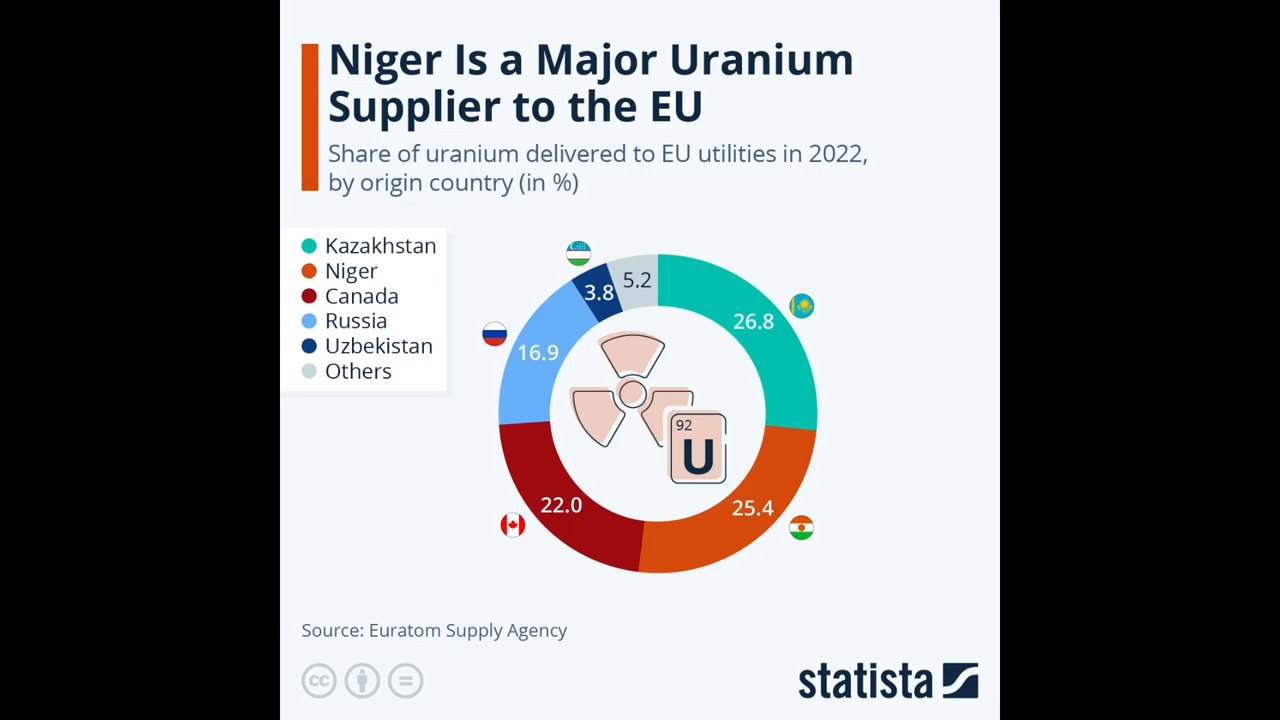 Niger Is a Major Uranium
Supplier to the EU
Share of uranium delivered to EU utilities in 2022,
by origin country (in %)
Kazakhstan
Niger
Canada
Russia
Uzbekistan
Others
3.8
5.2
26.8
16.9
92
U
22.0
25.4
Source: Euratom Supply Agency
cc
=
statista